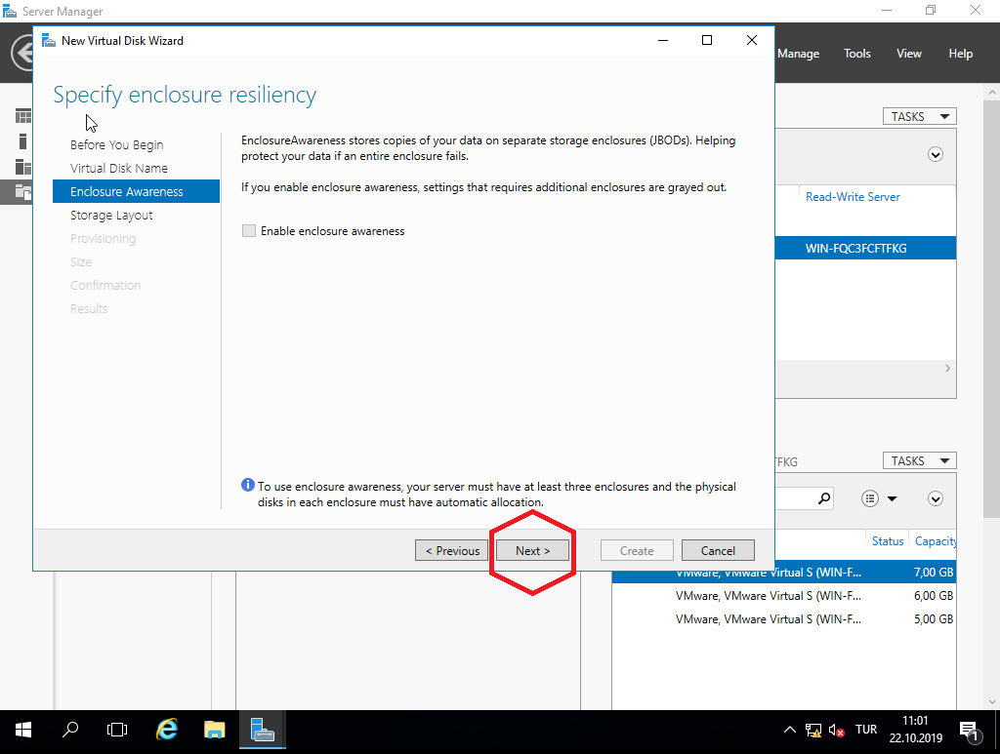 Server Manager
Manage Tools View Help
New Virtual Disk Wizard
Specify enclosure resiliency
Before You Begin
Virtual Disk Name
Enclosure Awareness
Storage Layout
Provisioning
Size
Confirmation
Results
EnclosureAwareness stores copies of your data on separate storage enclosures (JBODs). Helping
protect your data if an entire enclosure fails.
If you enable enclosure awareness, settings that requires additional enclosures are grayed out.
Enable enclosure awareness
To use enclosure awareness, your server must have at least three enclosures and the physical
disks in each enclosure must have automatic allocation.
< Previous Next > Create Cancel
TASKS
Read-Write Server
WIN-FQC3FCFTFKG
TFKG TASKS
Status Capacity
VMware, VMware Virtual S (WIN-F... 7,00 GB
VMware, VMware Virtual S (WIN-F... 6,00 GB
VMware, VMware Virtual S (WIN-F... 5,00 GB
TUR
11:01
22.10.2019
1